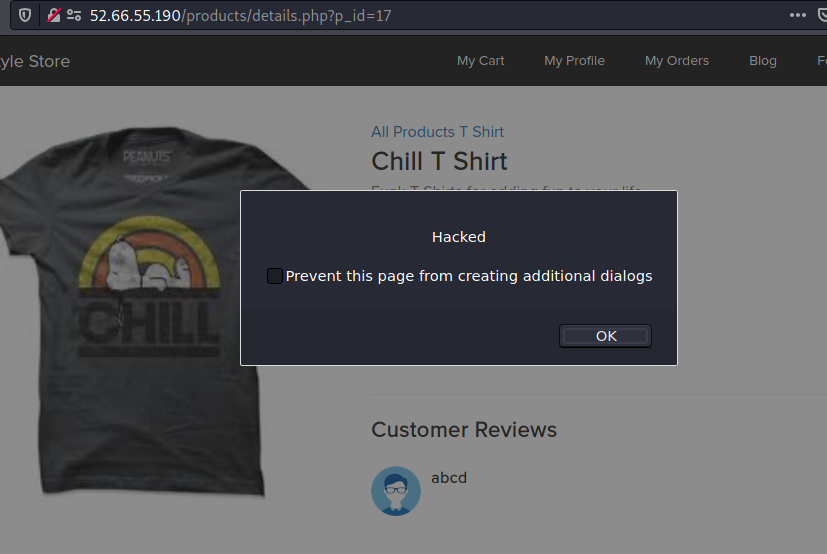 52.66.55.190/products/details.php?p_id=17
yle Store
My Cart
My Profile
My Orders
Blog
F
All Products T Shirt
Chill T Shirt
Funk T Shirts for adding fun to your life
Hacked
Prevent this page from creating additional dialogs
OK
PEANUTS
CHILL
Customer Reviews
abcd